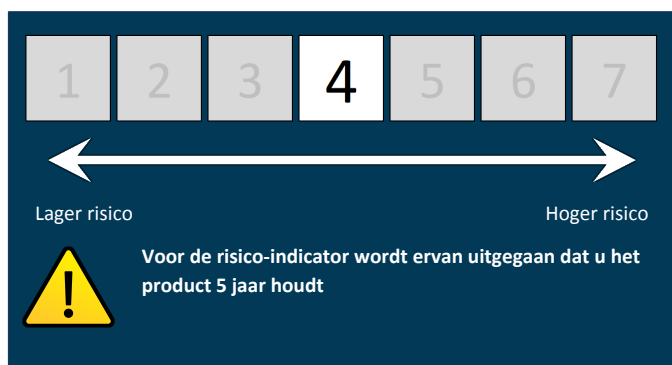 1 2 3 4 5 6 7
Lager risico Hoger risico
Voor de risico-indicator wordt ervan uitgegaan dat u het
product 5 jaar houdt